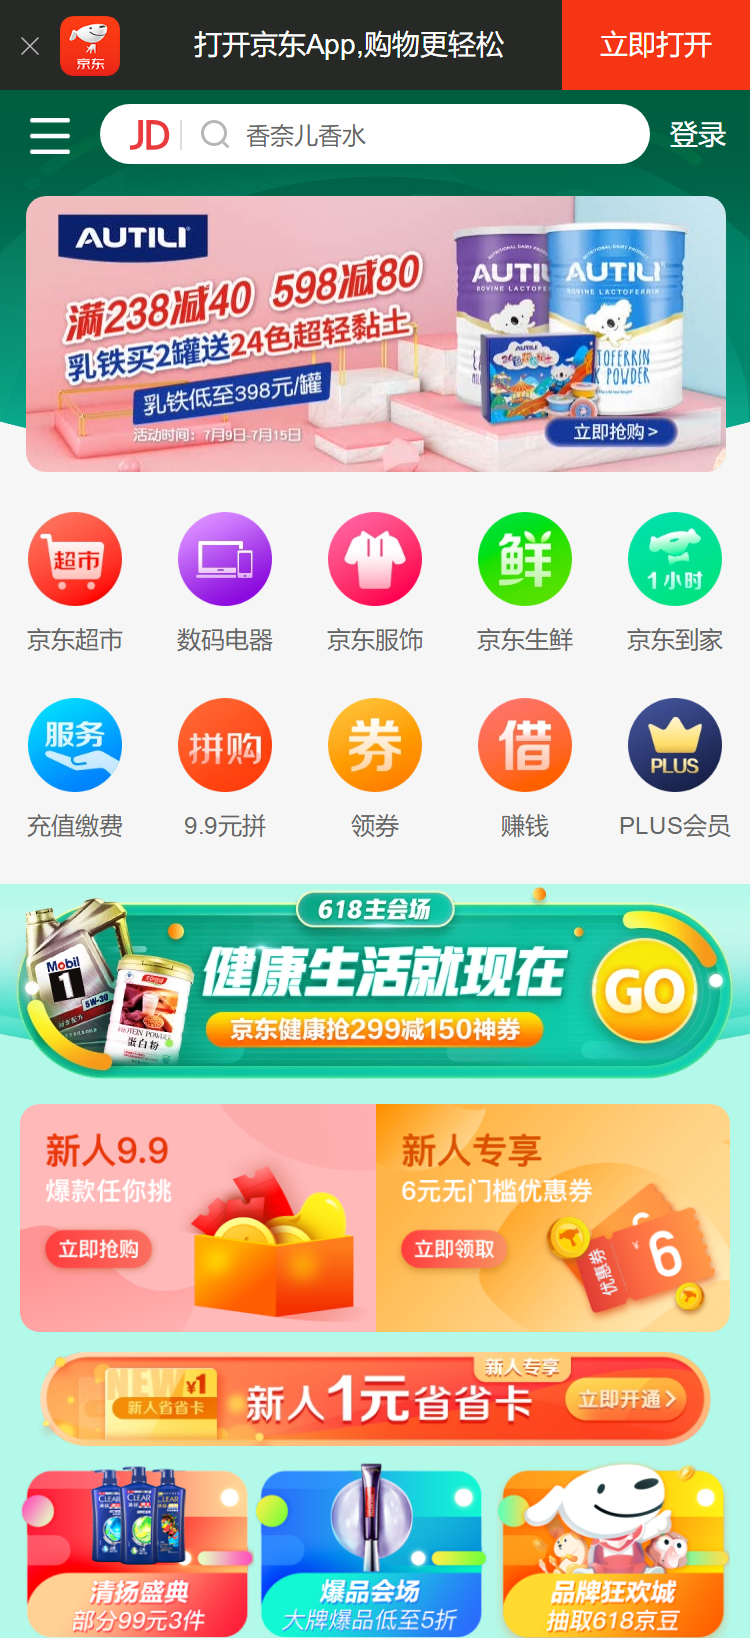 京东
打开京东App,购物更轻松
立即打开
JD
香奈儿香水
登录
AUTILI
满238减40 598减80
乳铁买2罐送24色超轻黏土
乳铁低至398元/罐
活动时间：7月9日-7月15日
立即抢购>
AUTILI
BOVINE LACTOFERRIN
超市
鲜
1小时
京东超市
数码电器
京东服饰
京东生鲜
京东到家
服务
拼购
券
借
PLUS
充值缴费
9.9元拼
领券
赚钱
PLUS会员
618主会场
健康生活就现在
京东健康抢299减150神券
GO
Mobil
1
5W-30
PROTEIN POWDER
蛋白粉
新人9.9
爆款任你挑
立即抢购
新人专享
6元无门槛优惠券
立即领取
优惠券
¥6
新人专享
NEW
¥1
新人省省卡
新人1元省省卡
立即开通>
CLEAR
CLEAR
CLEAR
清扬盛典
部分99元3件
爆品会场
大牌爆品低至5折
品牌狂欢城
抽取618京豆